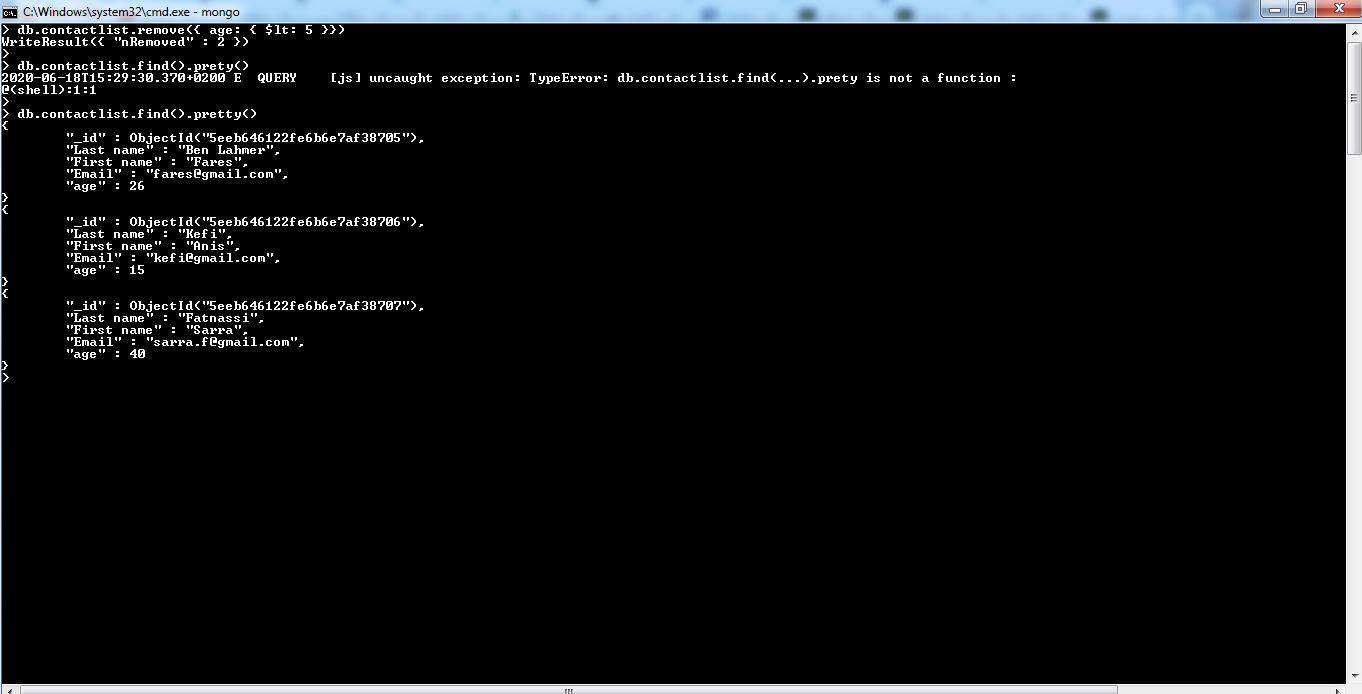 C:\Windows\system32\cmd.exe - mongo
> db.contactlist.remove({ age: { $lt: 5 }})
WriteResult({ "nRemoved" : 2 })
>
> db.contactlist.find().prety()
2020-06-18T15:29:30.370+0200 E  QUERY    [js] uncaught exception: TypeError: db.contactlist.find(...).prety is not a function :
@(shell):1:1
>
> db.contactlist.find().pretty()
{
        "_id" : ObjectId("5eeb646122fe6b6e7af38705"),
        "Last name" : "Ben Lahmer",
        "First name" : "Fares",
        "Email" : "fares@gmail.com",
        "age" : 26
}
{
        "_id" : ObjectId("5eeb646122fe6b6e7af38706"),
        "Last name" : "Kefi",
        "First name" : "Anis",
        "Email" : "kefi@gmail.com",
        "age" : 15
}
{
        "_id" : ObjectId("5eeb646122fe6b6e7af38707"),
        "Last name" : "Fatnassi",
        "First name" : "Sarra",
        "Email" : "sarra.f@gmail.com",
        "age" : 40
}
>